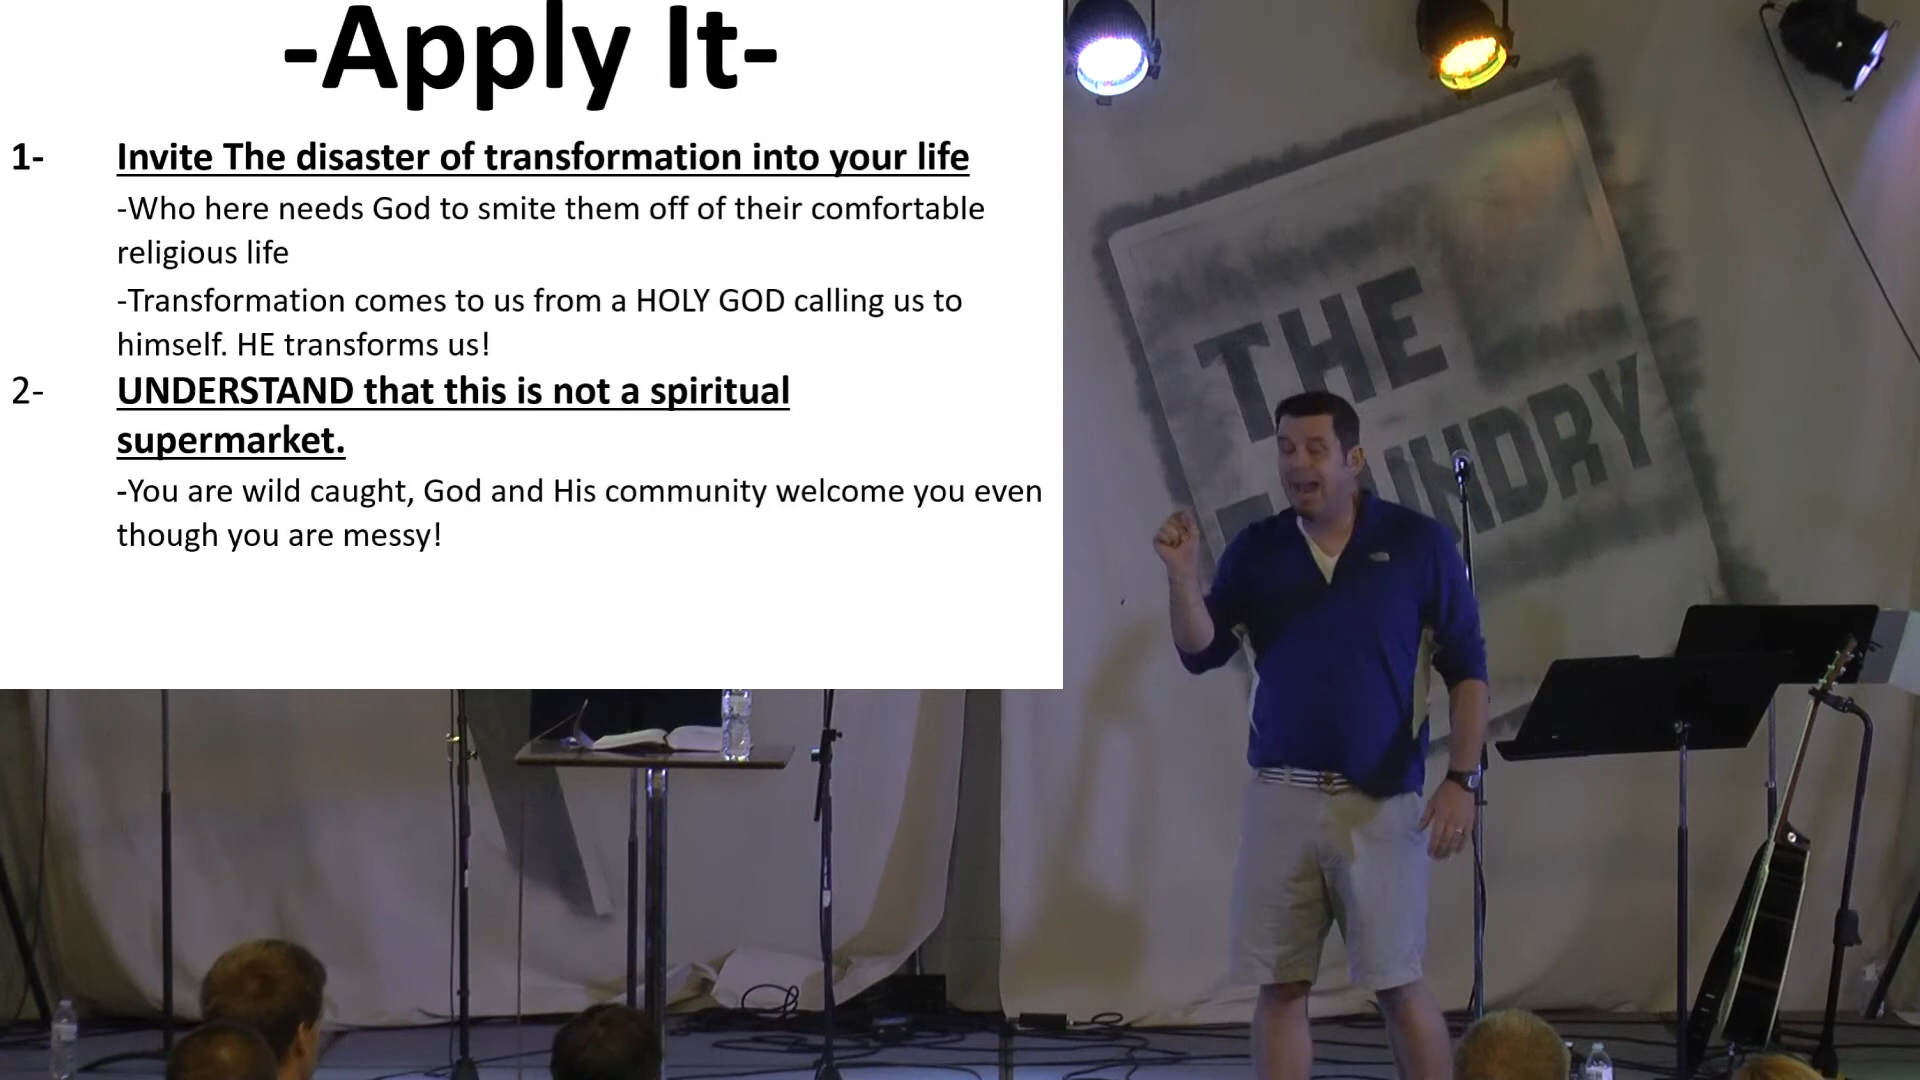 -Apply It-
1- Invite The disaster of transformation into your life
-Who here needs God to smite them off of their comfortable
religious life
-Transformation comes to us from a HOLY GOD calling us to
himself. HE transforms us!
2- UNDERSTAND that this is not a spiritual
supermarket.
-You are wild caught, God and His community welcome you even
though you are messy!
THE
FOUNDRY